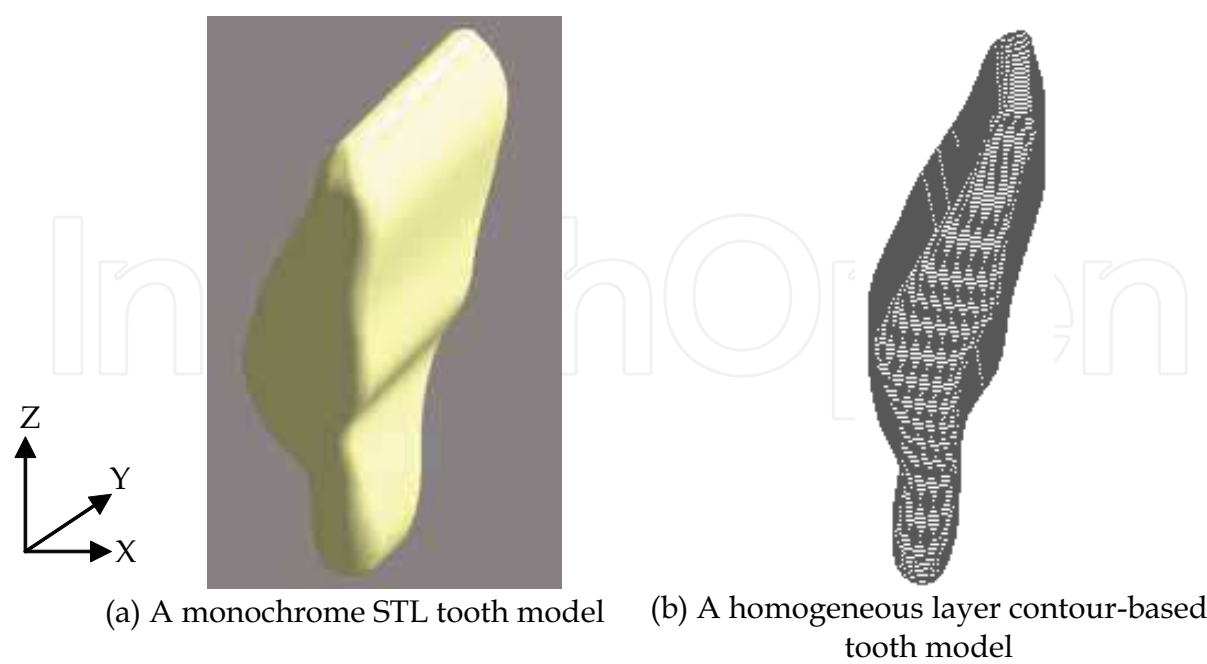 Z
Y
X
(a) A monochrome STL tooth model
(b) A homogeneous layer contour-based
tooth model